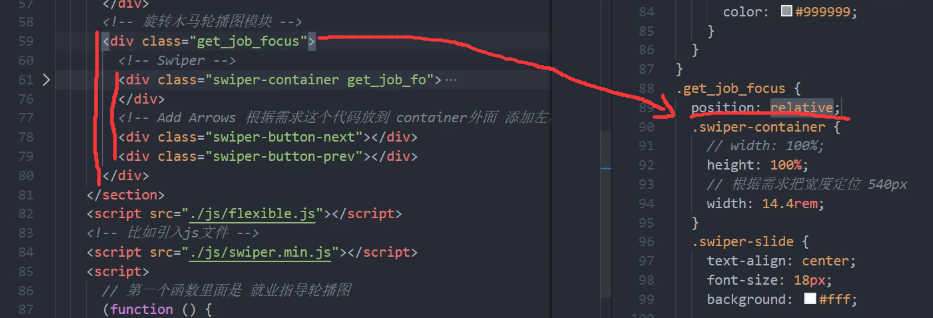 57 </div>
58 <!-- 旋转木马轮播图模块 -->
59 <div class="get_job_focus">
60 <!-- Swiper -->
61 <div class="swiper-container get_job_fo">…
76 </div>
77 <!-- Add Arrows 根据需求这个代码放到 container外面 添加左
78 <div class="swiper-button-next"></div>
79 <div class="swiper-button-prev"></div>
80 </div>
81 </section>
82 <script src="./js/flexible.js"></script>
83 <!-- 比如引入js文件 -->
84 <script src="./js/swiper.min.js"></script>
85 <script>
86 // 第一个函数里面是 就业指导轮播图
87 (function () {
84 color: #999999;
85 }
86 }
87 }
88 .get_job_focus {
89 position: relative;
90 .swiper-container {
91 // width: 100%;
92 height: 100%;
93 // 根据需求把宽度定位 540px
94 width: 14.4rem;
95 }
96 .swiper-slide {
97 text-align: center;
98 font-size: 18px;
99 background: #fff;